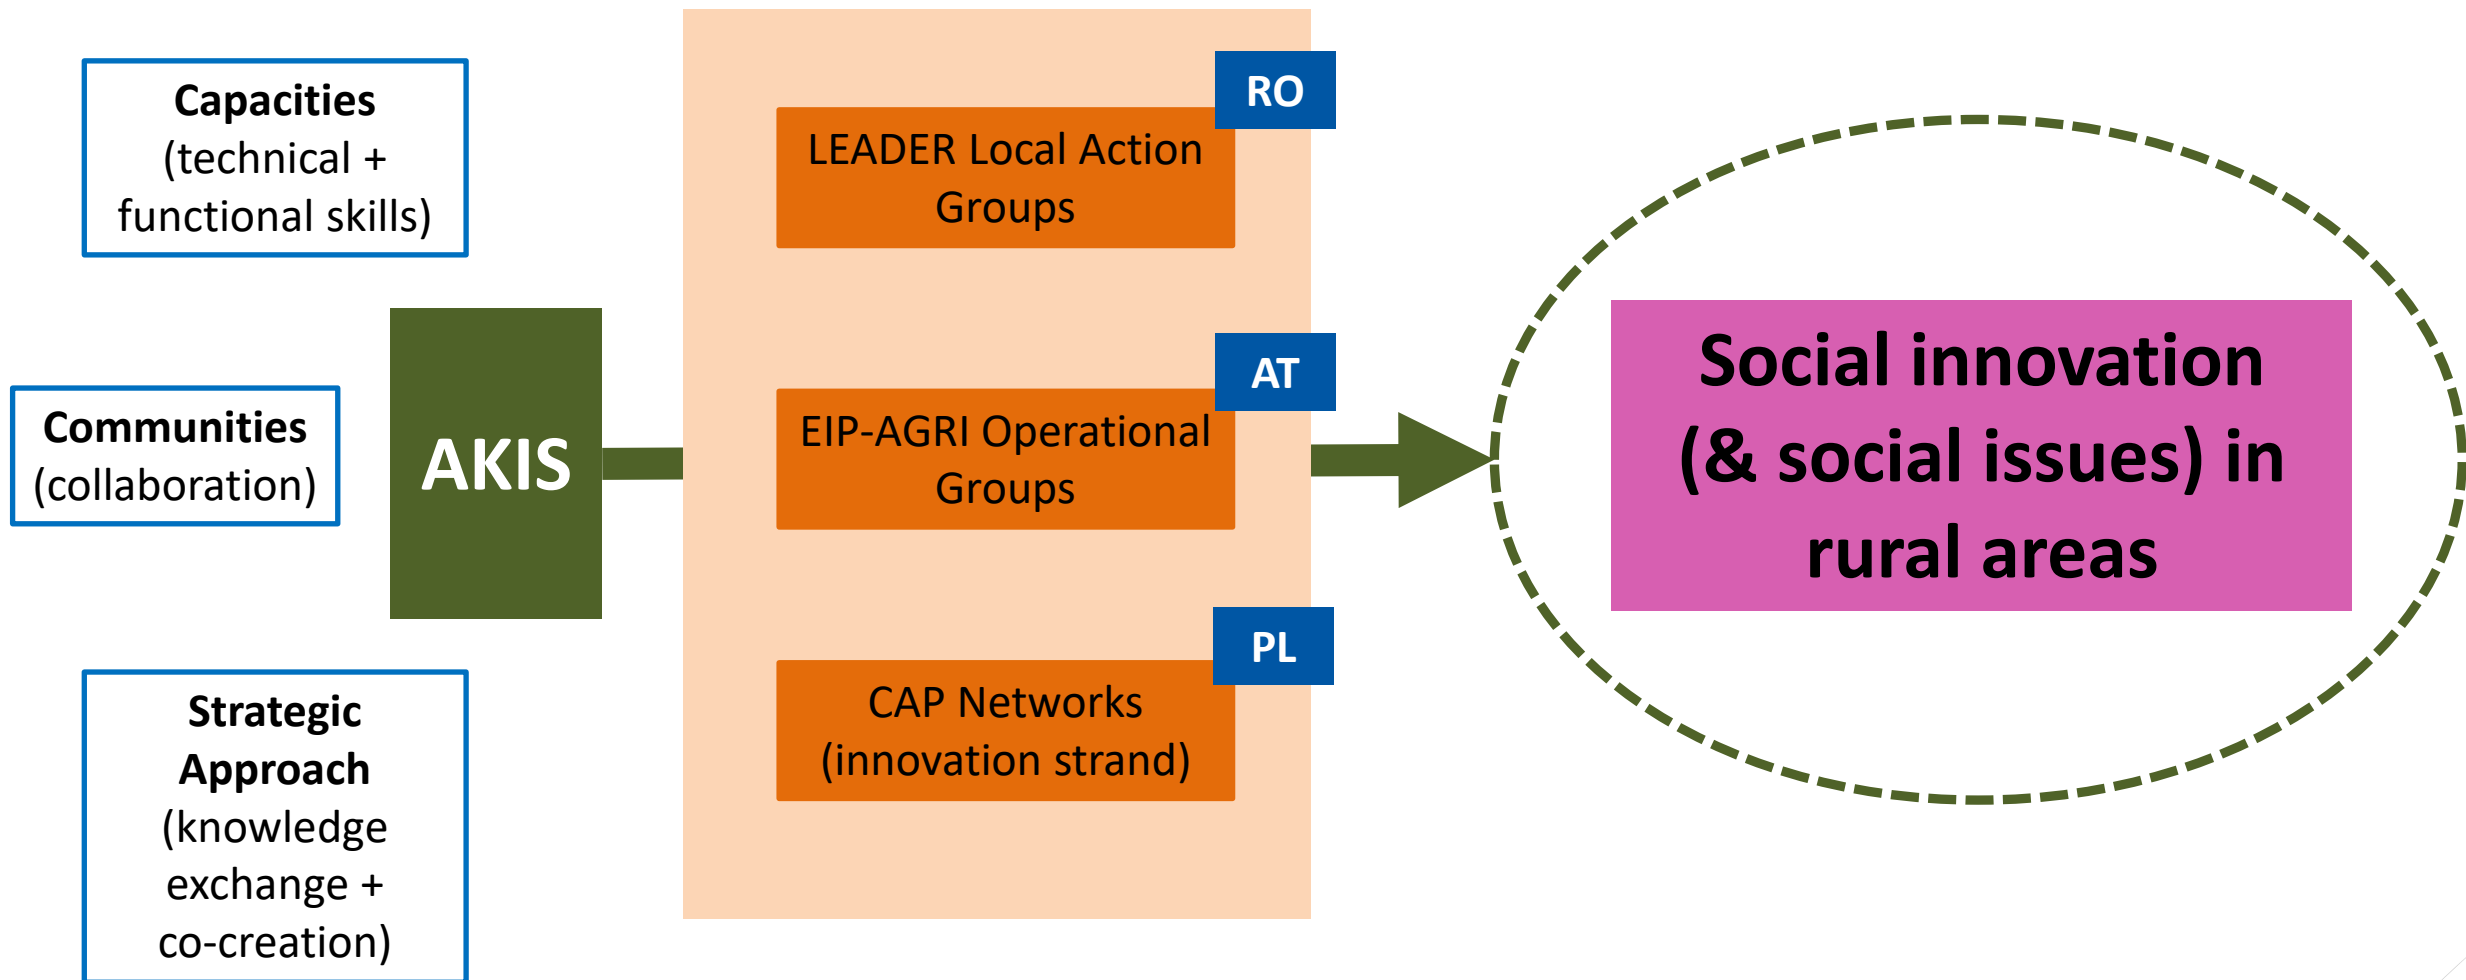 Capacities
(technical +
functional skills)
Communities
(collaboration)
Strategic
Approach
(knowledge
exchange +
co-creation)
AKIS
RO
LEADER Local Action
Groups
AT
EIP-AGRI Operational
Groups
PL
CAP Networks
(innovation strand)
Social innovation
(& social issues) in
rural areas